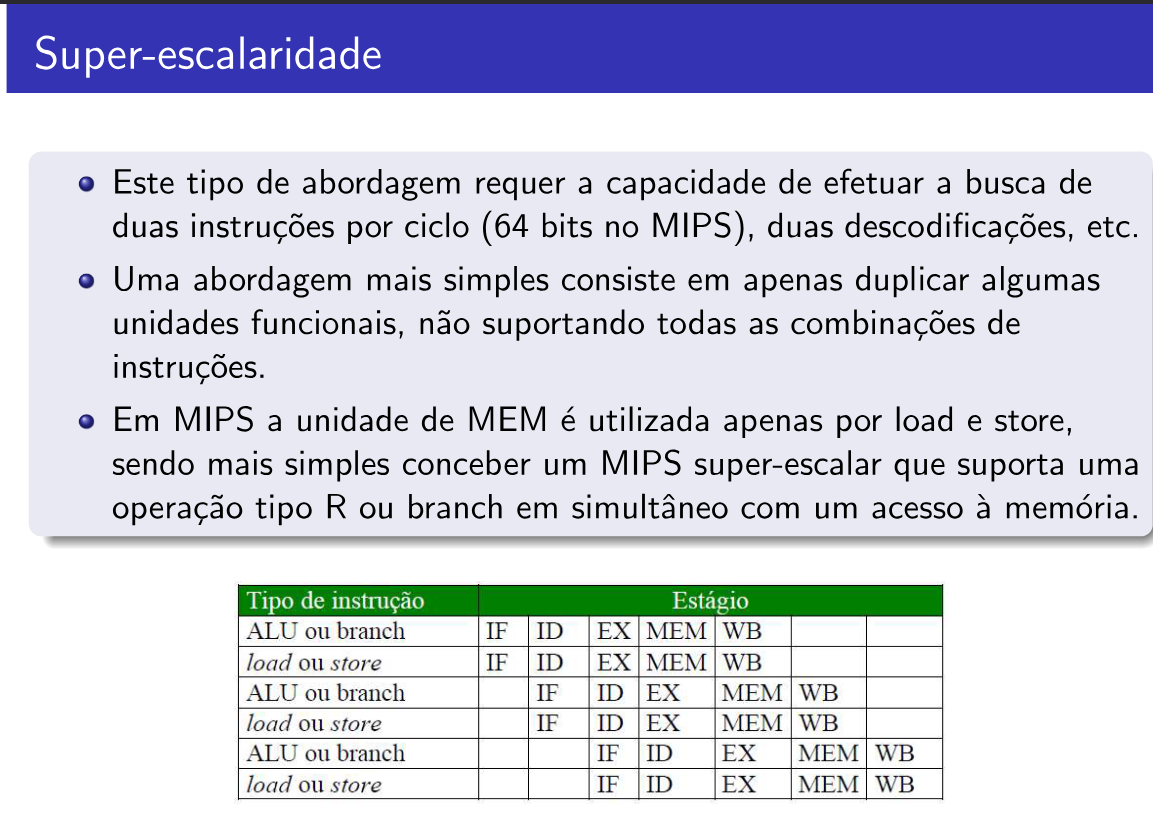 Super-escalaridade
Este tipo de abordagem requer a capacidade de efetuar a busca de
duas instruções por ciclo (64 bits no MIPS), duas descodificações, etc.
Uma abordagem mais simples consiste em apenas duplicar algumas
unidades funcionais, não suportando todas as combinações de
instruções.
Em MIPS a unidade de MEM é utilizada apenas por load e store,
sendo mais simples conceber um MIPS super-escalar que suporta uma
operação tipo R ou branch em simultâneo com um acesso à memória.
Tipo de instrução Estágio
ALU ou branch IF ID EX MEM WB
load ou store IF ID EX MEM WB
ALU ou branch IF ID EX MEM WB
load ou store IF ID EX MEM WB
ALU ou branch IF ID EX MEM WB
load ou store IF ID EX MEM WB